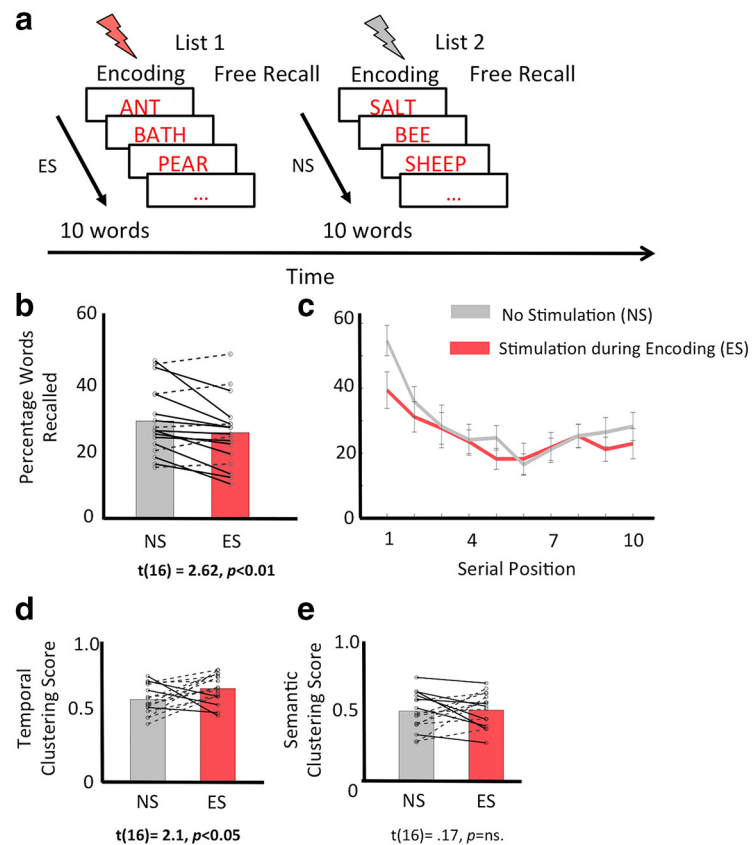 a
List 1
List 2
Encoding
Free Recall
Encoding
Free Recall
ANT
BATH
PEAR
...
ES
10 words
SALT
BEE
SHEEP
...
NS
10 words
Time
b
60
40
20
0
Percentage Words
Recalled
NS
ES
t(16) = 2.62, p<0.01
c
No Stimulation (NS)
Stimulation during Encoding (ES)
60
40
20
0
1
4
7
10
Serial Position
d
1.0
0.5
0
Temporal
Clustering Score
NS
ES
t(16)= 2.1, p<0.05
e
1.0
0.5
0
Semantic
Clustering Score
NS
ES
t(16)= .17, p=ns.